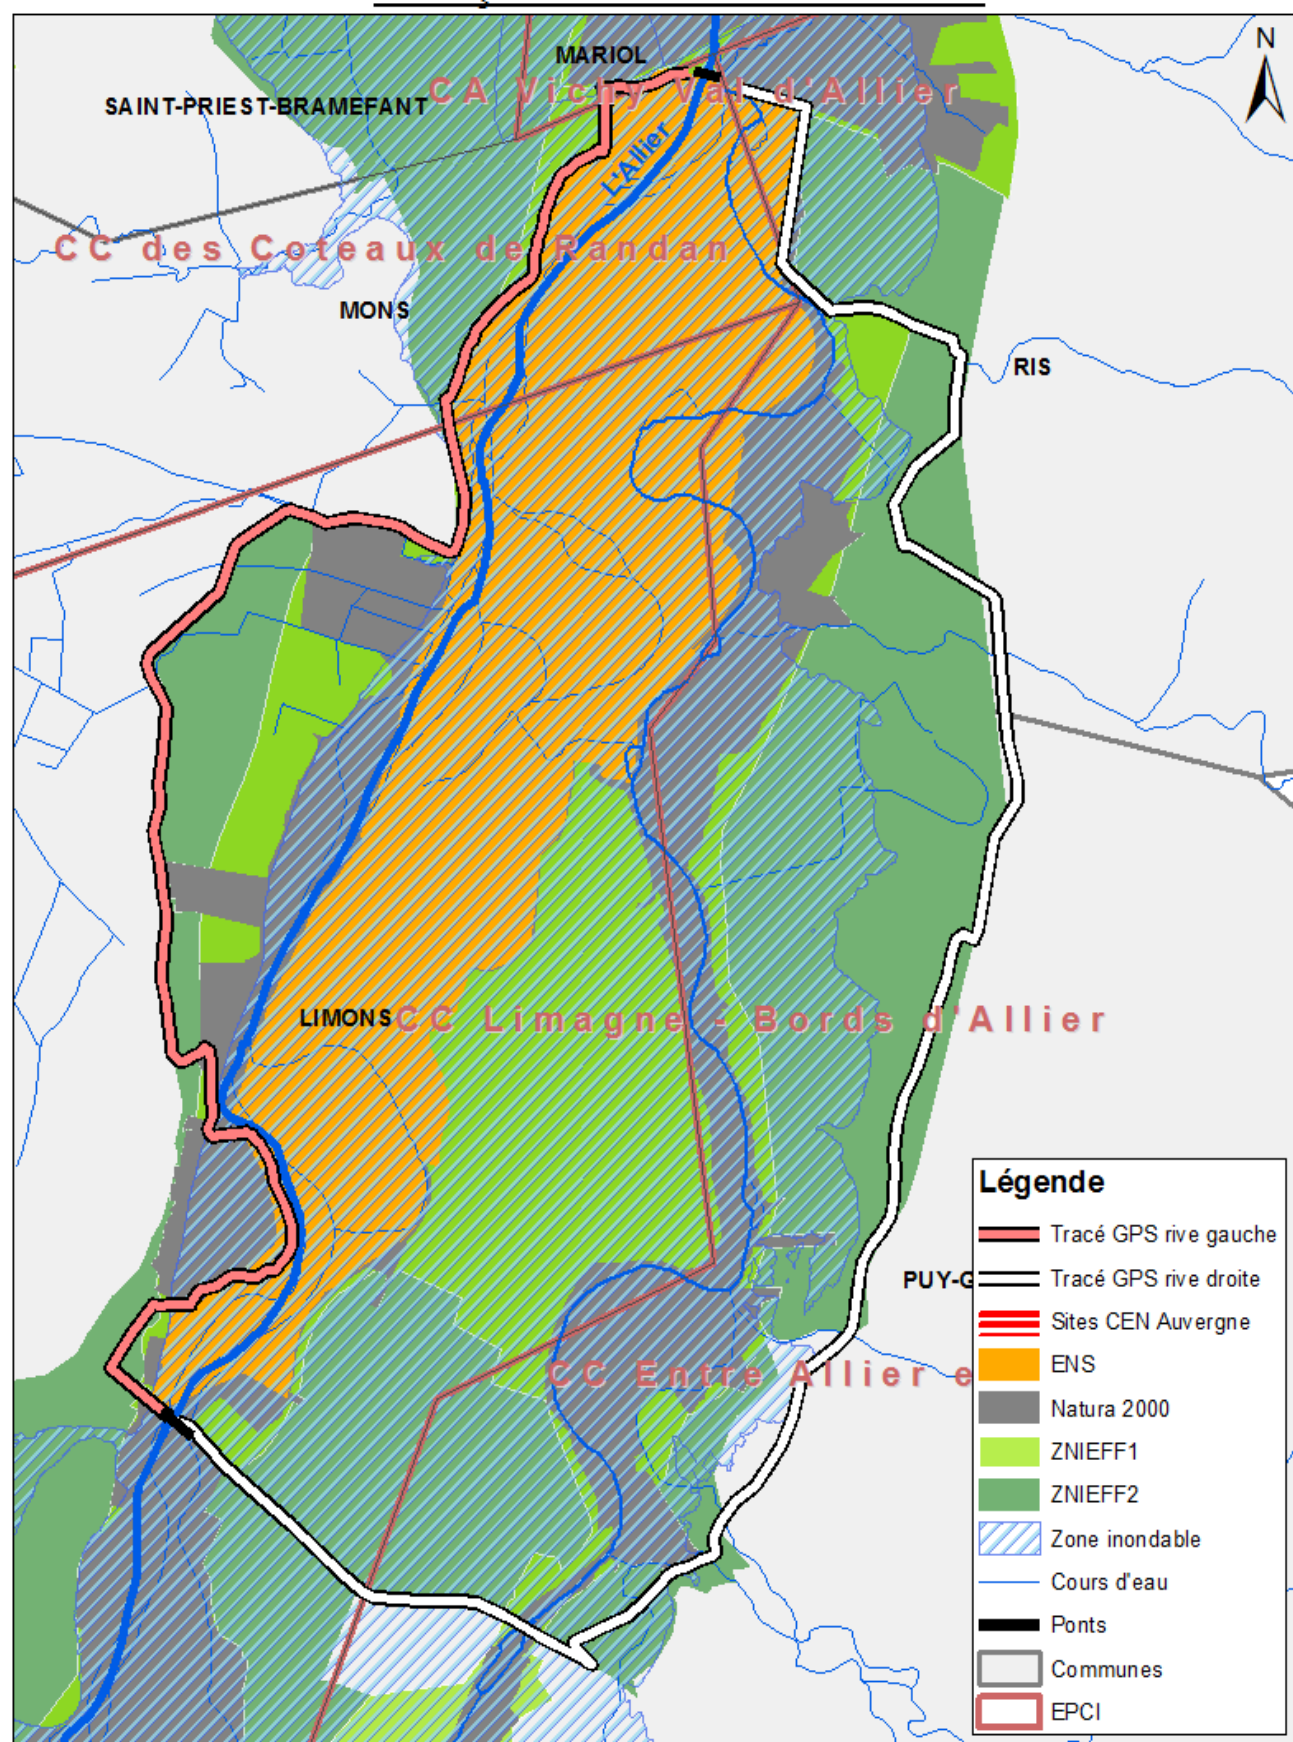 N
MARIOL
CA Vichy Val d'Allier
SAINT-PRIEST-BRAMEFANT
L'Allier
CC des Coteaux de Randan
MONS
RIS
LIMONS
CC Limagne - Bords d'Allier
PUY-G
CC Entre Allier e
Légende
Tracé GPS rive gauche
Tracé GPS rive droite
Sites CEN Auvergne
ENS
Natura 2000
ZNIEFF1
ZNIEFF2
Zone inondable
Cours d'eau
Ponts
Communes
EPCI